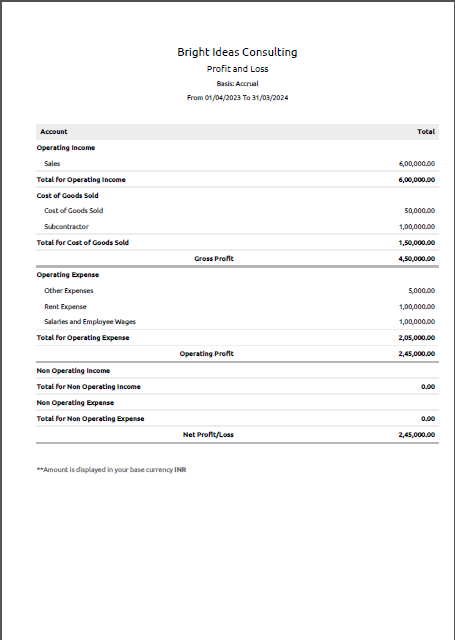 Bright Ideas Consulting
Profit and Loss
Basis: Accrual
From 01/04/2023 To 31/03/2024
Account Total
Operating Income
Sales 6,00,000.00
Total for Operating Income 6,00,000.00
Cost of Goods Sold
Cost of Goods Sold 50,000.00
Subcontractor 1,00,000.00
Total for Cost of Goods Sold 1,50,000.00
Gross Profit 4,50,000.00
Operating Expense
Other Expenses 5,000.00
Rent Expense 1,00,000.00
Salaries and Employee Wages 1,00,000.00
Total for Operating Expense 2,05,000.00
Operating Profit 2,45,000.00
Non Operating Income
Total for Non Operating Income 0.00
Non Operating Expense
Total for Non Operating Expense 0.00
Net Profit/Loss 2,45,000.00
**Amount is displayed in your base currency INR